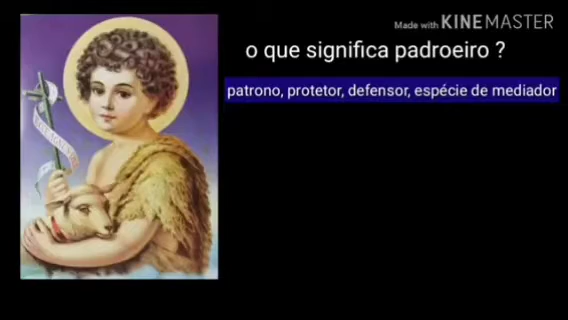 Made with KINEMASTER
o que significa padroeiro ?
patrono, protetor, defensor, espécie de mediador